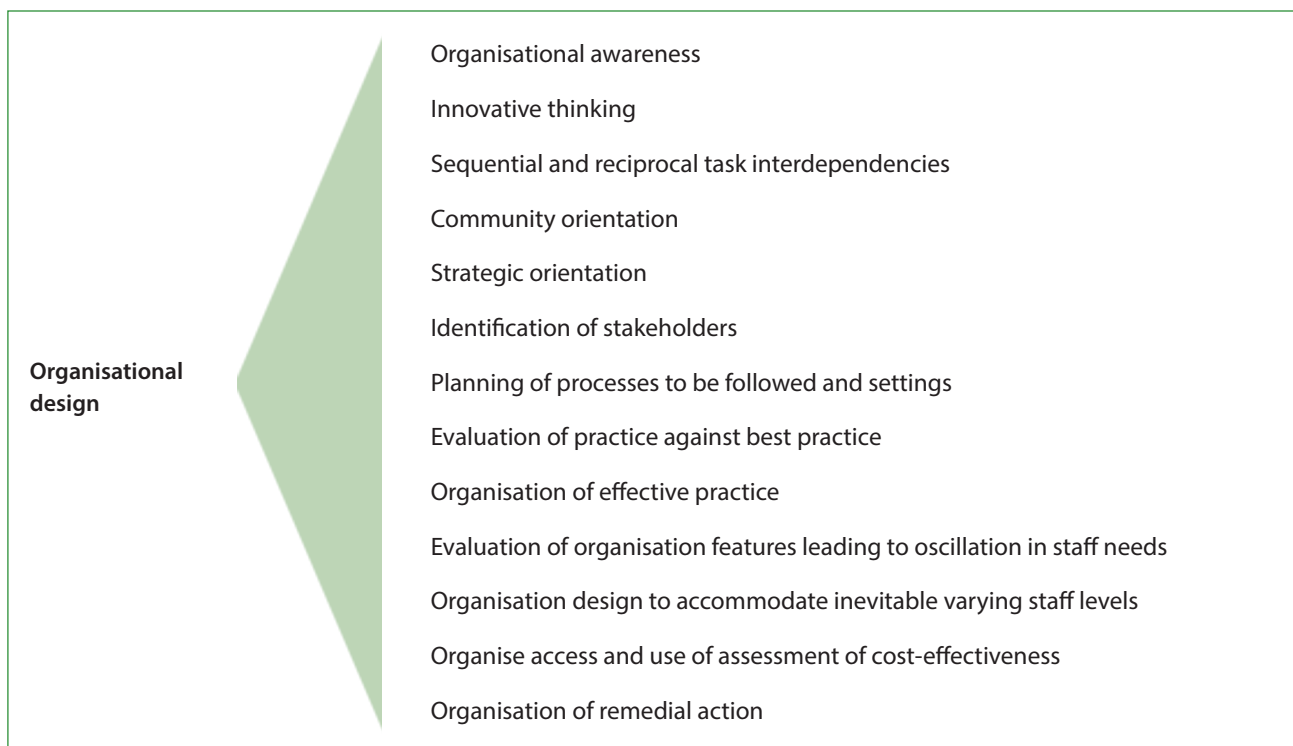 Organisational awareness
Innovative thinking
Sequential and reciprocal task interdependencies
Community orientation
Strategic orientation
Identification of stakeholders
Organisational
design
Planning of processes to be followed and settings
Evaluation of practice against best practice
Organisation of effective practice
Evaluation of organisation features leading to oscillation in staff needs
Organisation design to accommodate inevitable varying staff levels
Organise access and use of assessment of cost-effectiveness
Organisation of remedial action